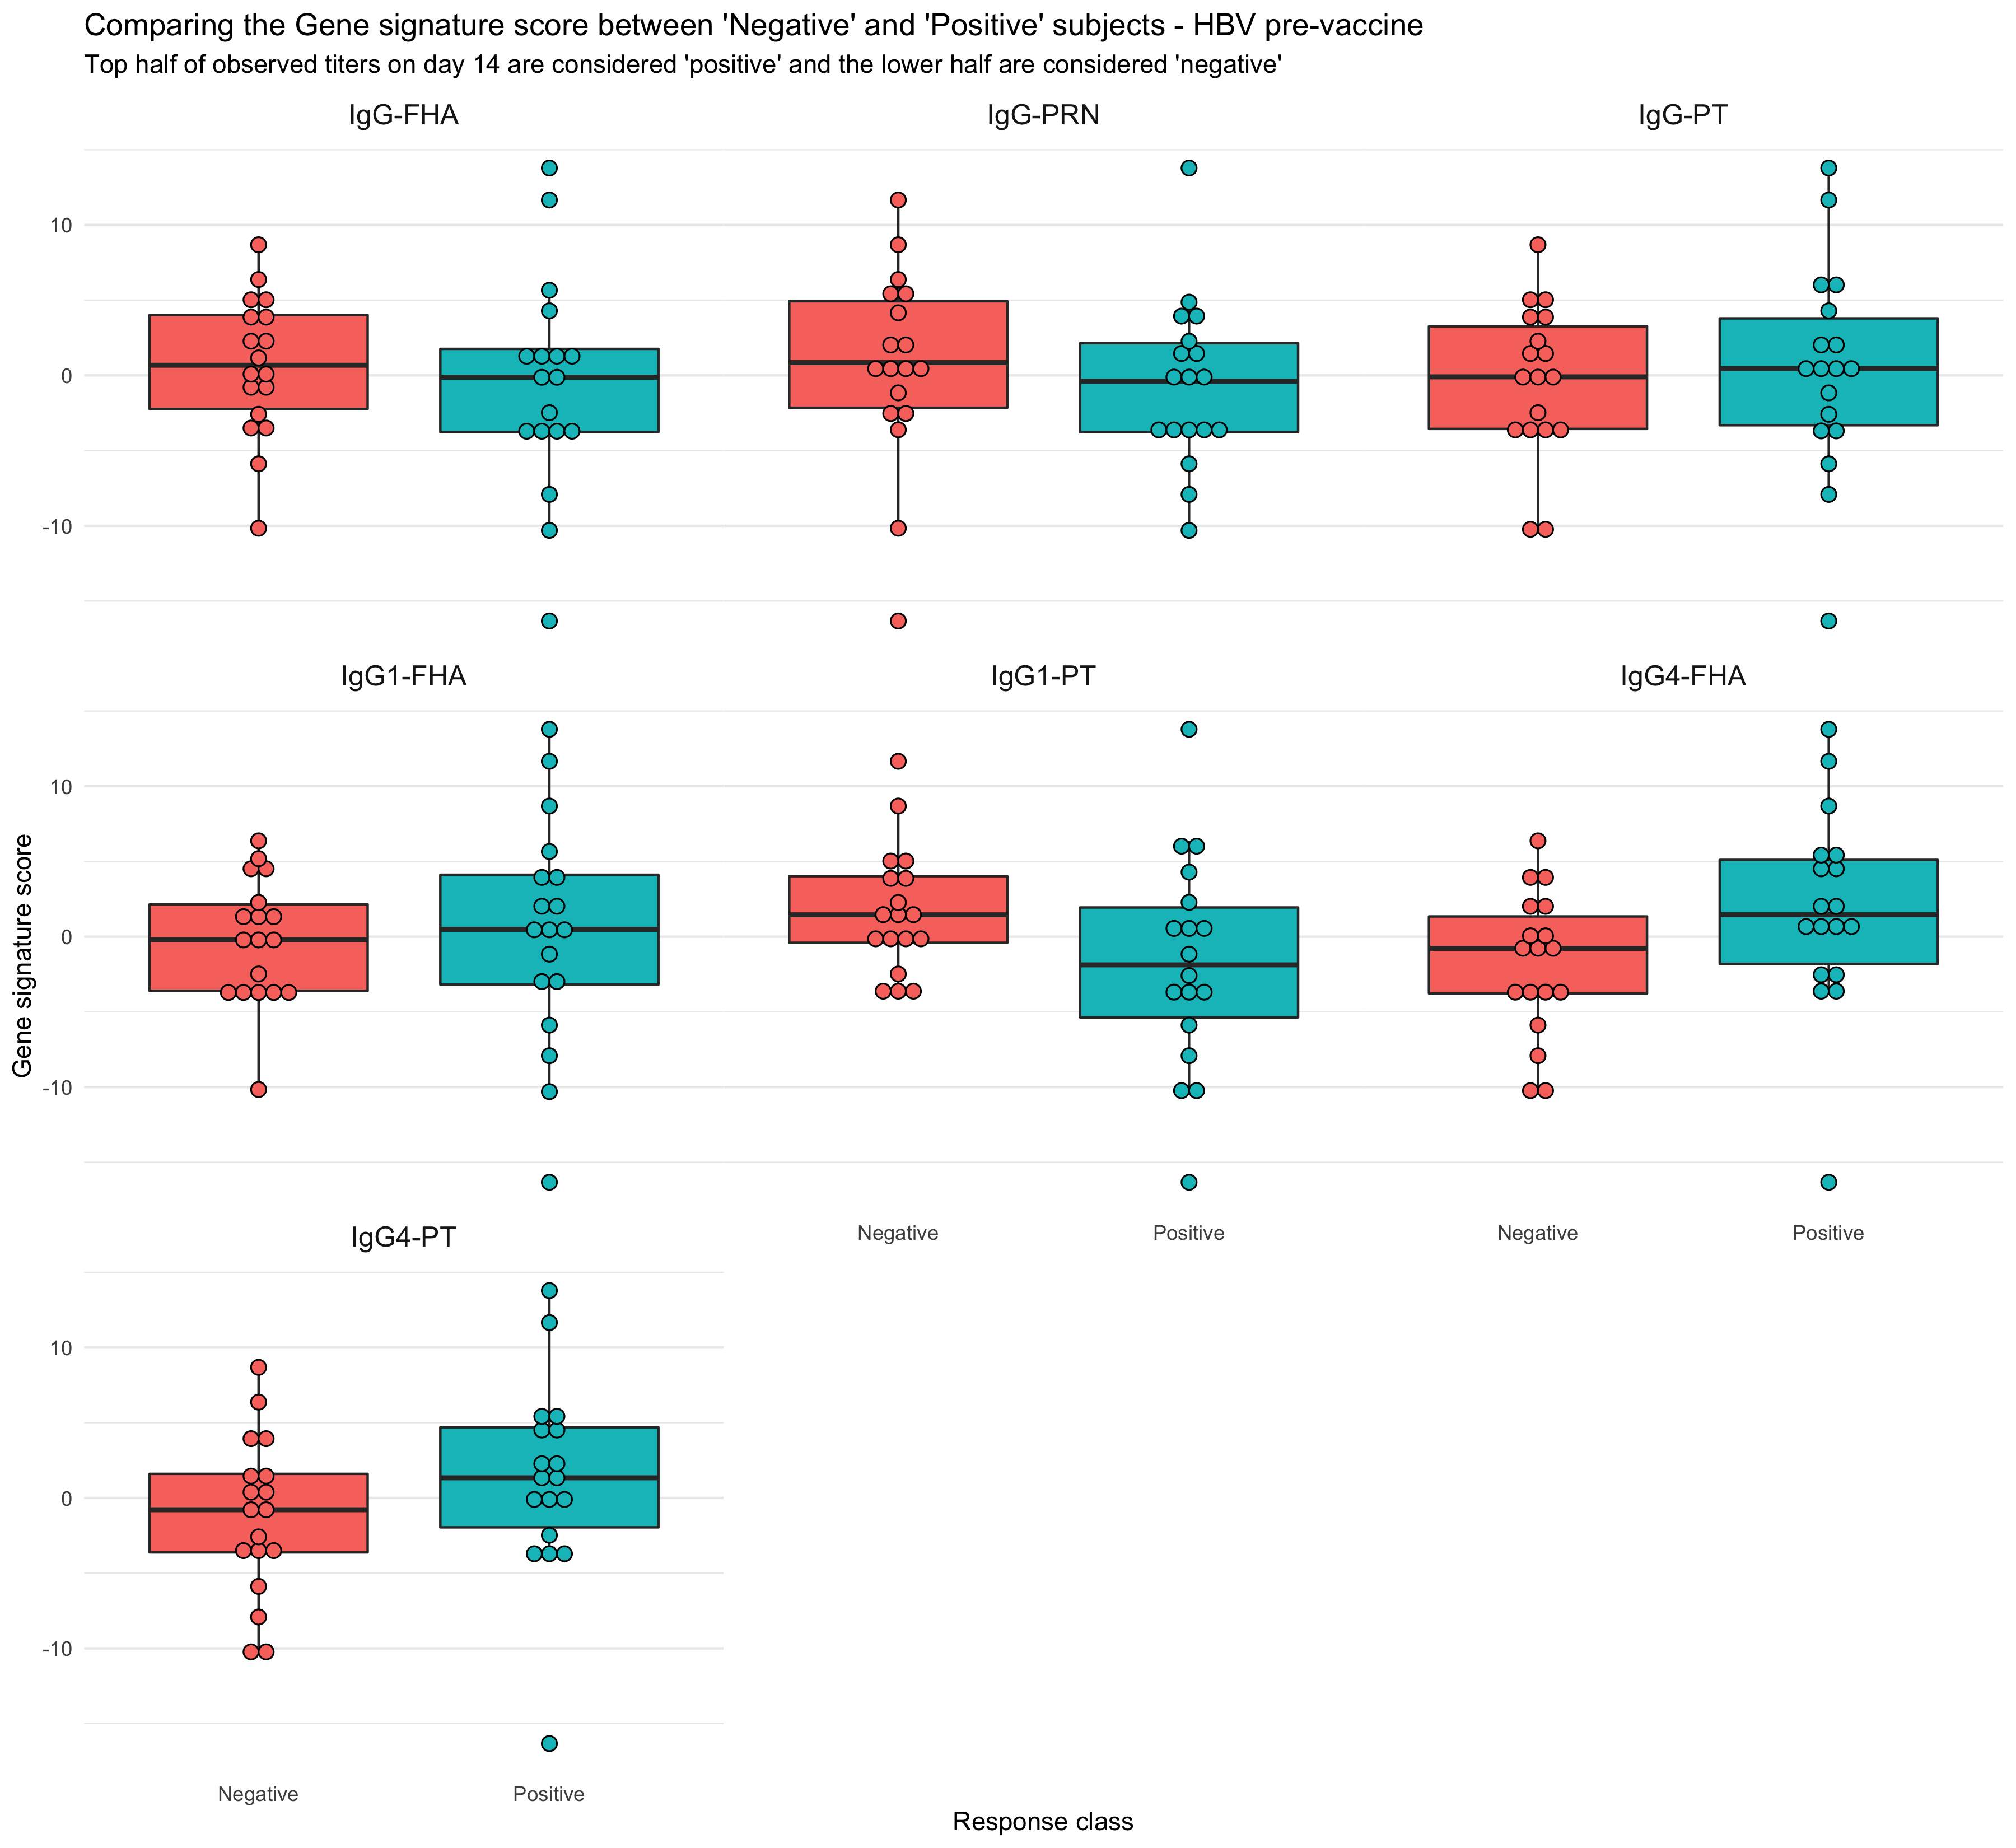 Comparing the Gene signature score between 'Negative' and 'Positive' subjects - HBV pre-vaccine
Top half of observed titers on day 14 are considered 'positive' and the lower half are considered 'negative'
IgG-FHA
IgG-PRN
IgG-PT
10
0
-10
IgG1-FHA
IgG1-PT
IgG4-FHA
10
0
-10
Gene signature score
Negative
Positive
Negative
Positive
IgG4-PT
10
0
-10
Negative
Positive
Response class